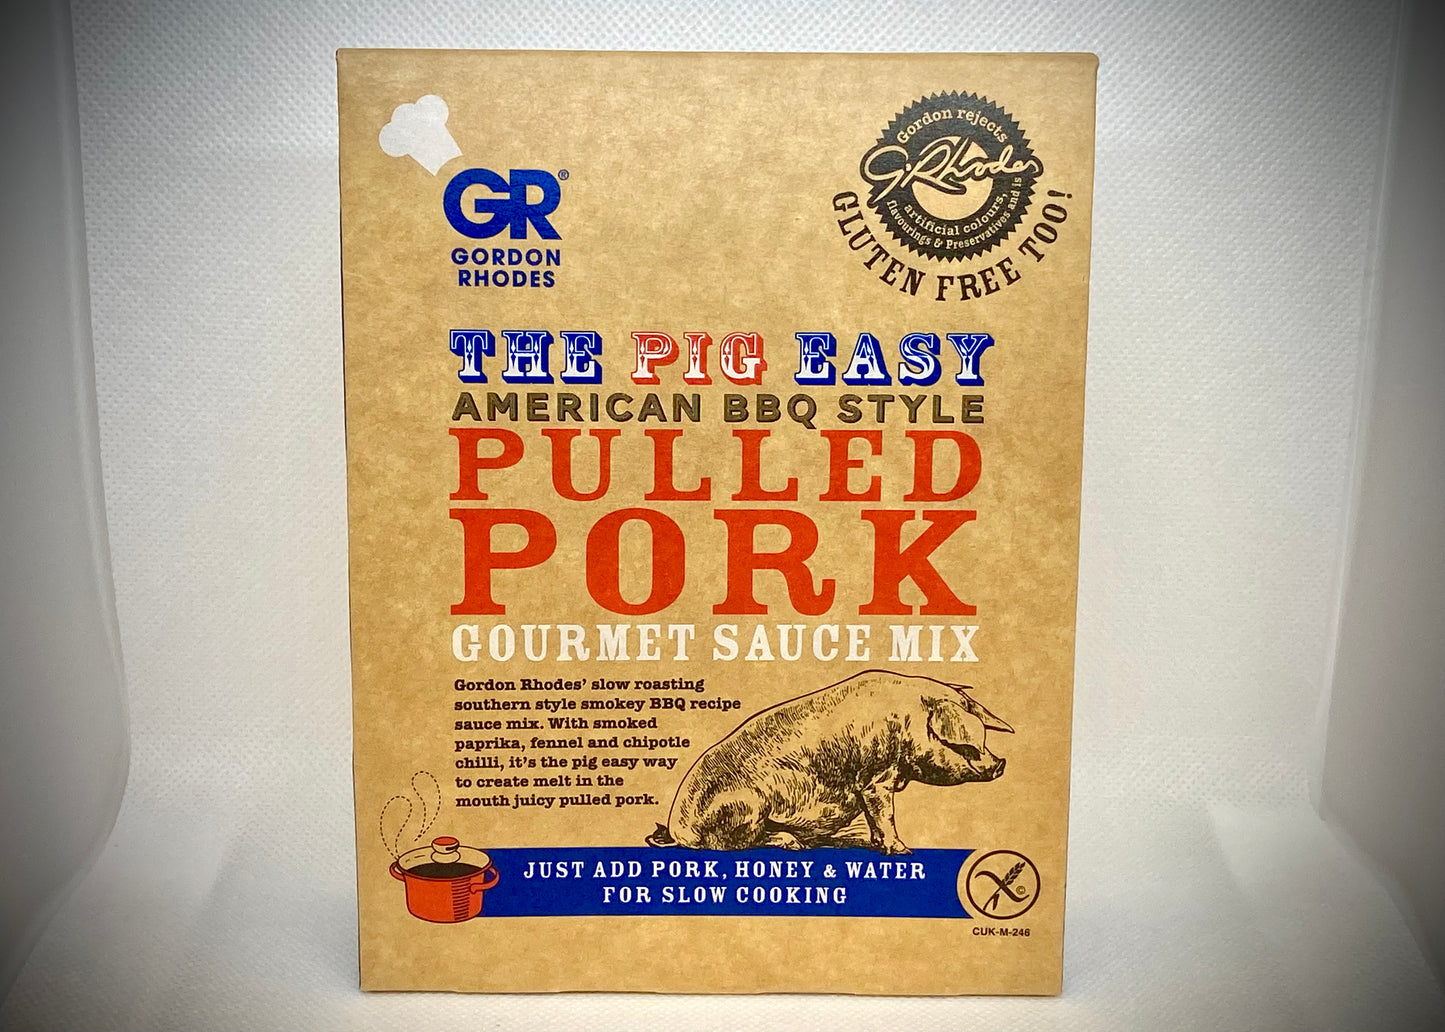 GR®
GORDON
RHODES
Gordon rejects
G.Rhodes
artificial colours,
flavourings & Preservatives and is
GLUTEN FREE TOO!
THE PIG EASY
AMERICAN BBQ STYLE
PULLED
PORK
GOURMET SAUCE MIX
Gordon Rhodes' slow roasting
southern style smokey BBQ recipe
sauce mix. With smoked
paprika, fennel and chipotle
chilli, it's the pig easy way
to create melt in the
mouth juicy pulled pork.
JUST ADD PORK, HONEY & WATER
FOR SLOW COOKING
©
CUK-M-246